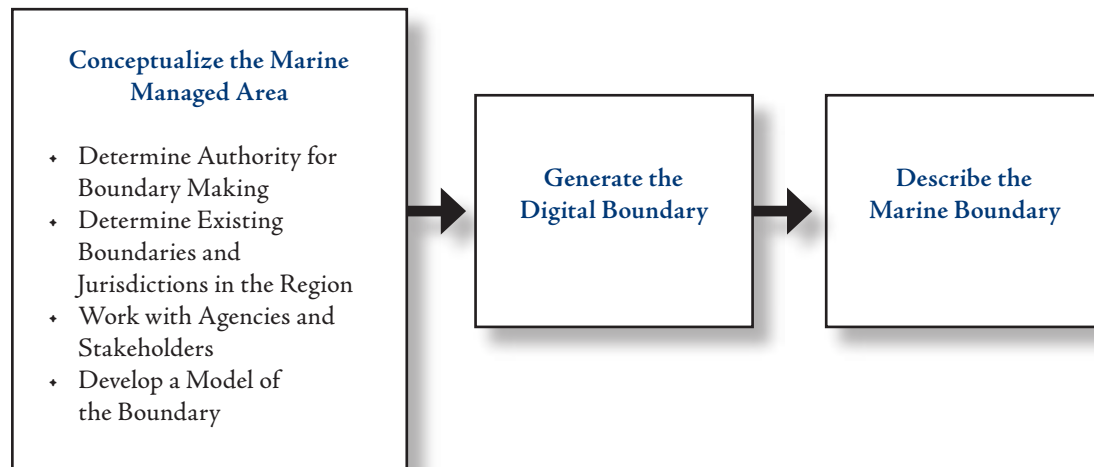 Conceptualize the Marine
Managed Area
Determine Authority for
Boundary Making
Determine Existing
Boundaries and
Jurisdictions in the Region
Work with Agencies and
Stakeholders
Develop a Model of
the Boundary
Generate the
Digital Boundary
Describe the
Marine Boundary